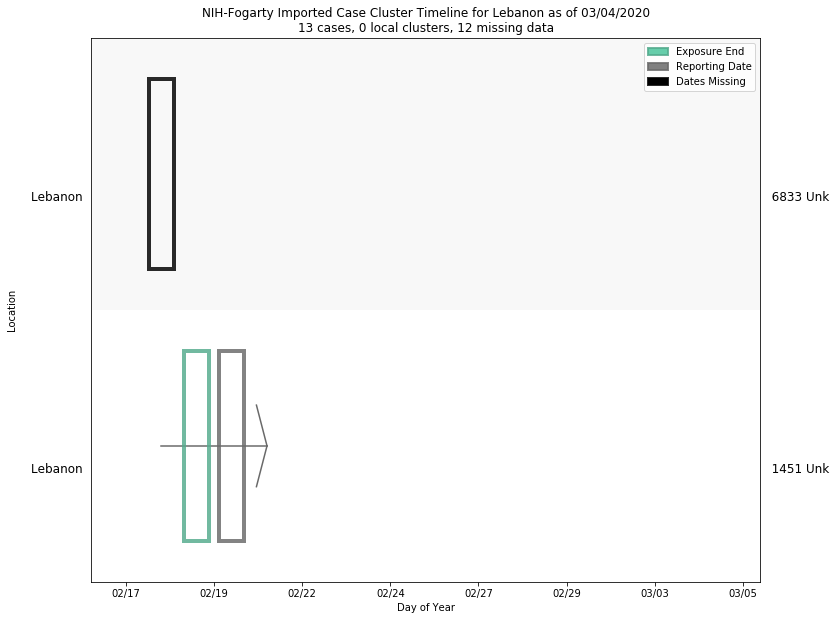 NIH-Fogarty Imported Case Cluster Timeline for Lebanon as of 03/04/2020
13 cases, 0 local clusters, 12 missing data
Exposure End
Reporting Date
Dates Missing
Lebanon
6833 Unk
Location
Lebanon
1451 Unk
02/17 02/19 02/22 02/24 02/27 02/29 03/03 03/05
Day of Year